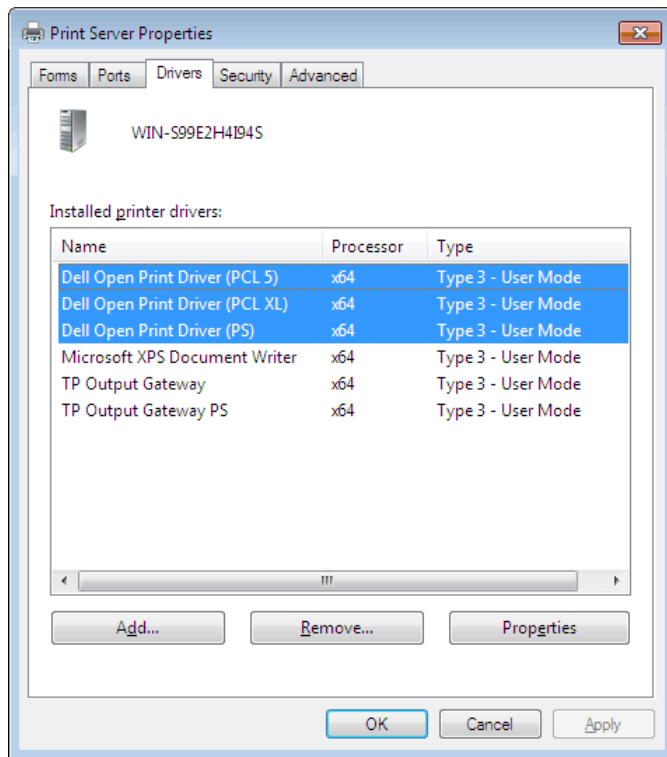 Print Server Properties
Forms Ports Drivers Security Advanced
WIN-S99E2H4I94S
Installed printer drivers:
Name Processor Type
Dell Open Print Driver (PCL 5) x64 Type 3 - User Mode
Dell Open Print Driver (PCL XL) x64 Type 3 - User Mode
Dell Open Print Driver (PS) x64 Type 3 - User Mode
Microsoft XPS Document Writer x64 Type 3 - User Mode
TP Output Gateway x64 Type 3 - User Mode
TP Output Gateway PS x64 Type 3 - User Mode
Add... Remove... Properties
OK Cancel Apply